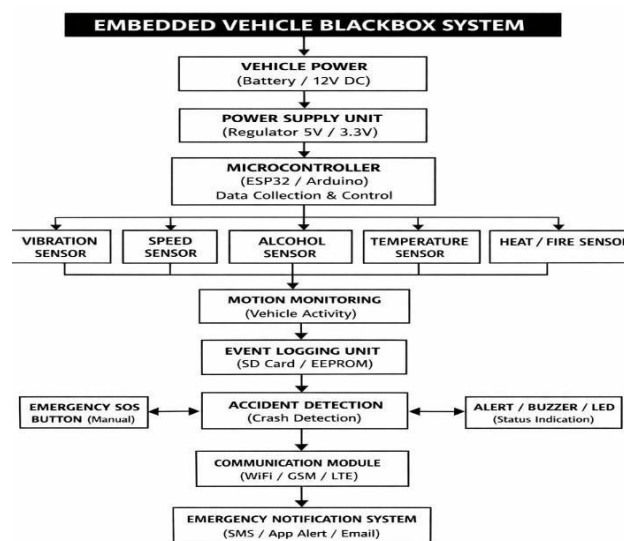 EMBEDDED VEHICLE BLACKBOX SYSTEM
VEHICLE POWER
(Battery / 12V DC)
POWER SUPPLY UNIT
(Regulator 5V / 3.3V)
MICROCONTROLLER
(ESP32 / Arduino)
Data Collection & Control
VIBRATION
SENSOR
SPEED
SENSOR
ALCOHOL
SENSOR
TEMPERATURE
SENSOR
HEAT / FIRE SENSOR
MOTION MONITORING
(Vehicle Activity)
EVENT LOGGING UNIT
(SD Card / EEPROM)
EMERGENCY SOS
BUTTON (Manual)
ACCIDENT DETECTION
(Crash Detection)
ALERT / BUZZER / LED
(Status Indication)
COMMUNICATION MODULE
(WiFi / GSM / LTE)
EMERGENCY NOTIFICATION SYSTEM
(SMS / App Alert / Email)